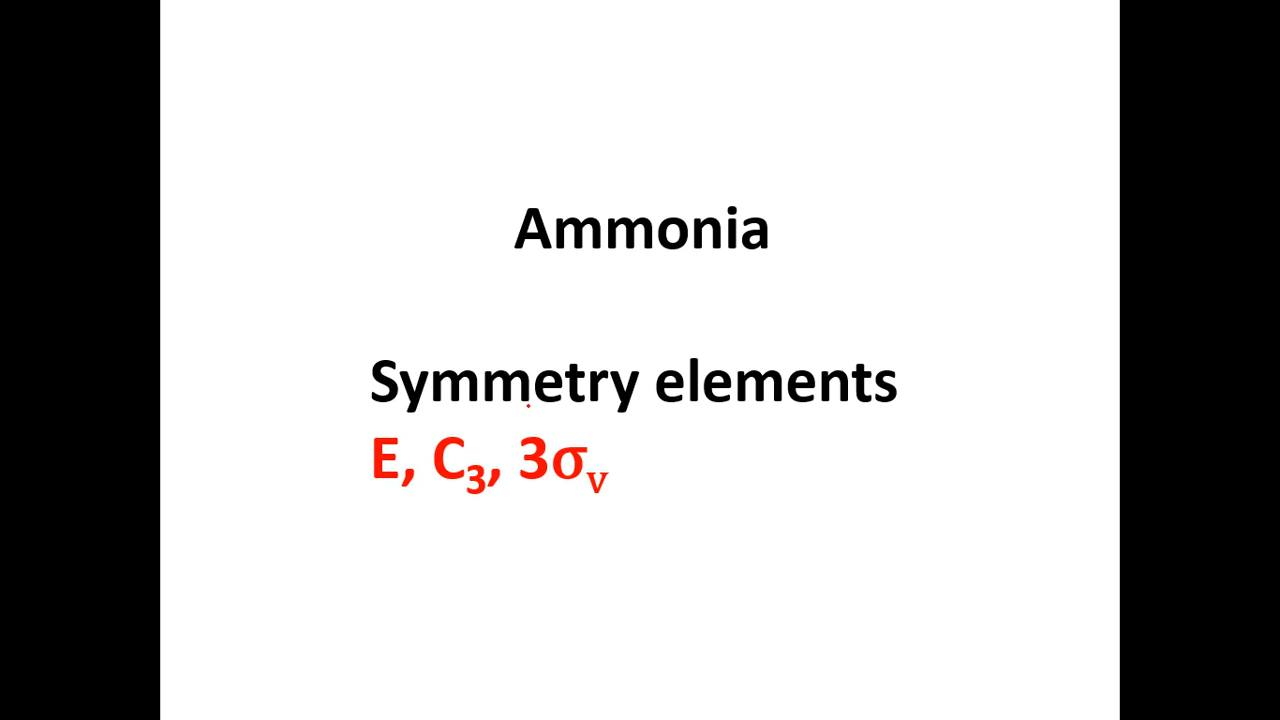 Ammonia
Symmetry elements
E, C₃, 3σᵥ